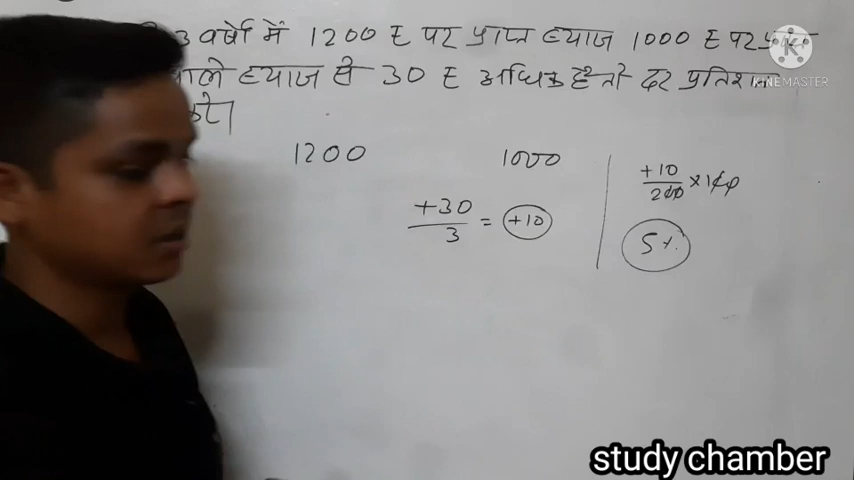 3 वर्षो में 1200 ₹ पर प्राप्त ब्याज 1000 ₹ पर प्राप्त
वाले ब्याज से 30 ₹ अधिक है तो दर प्रतिशत
करे।
1200 1000
+30/3 = +10
+10/200 × 100
5%
KINEMASTER
study chamber